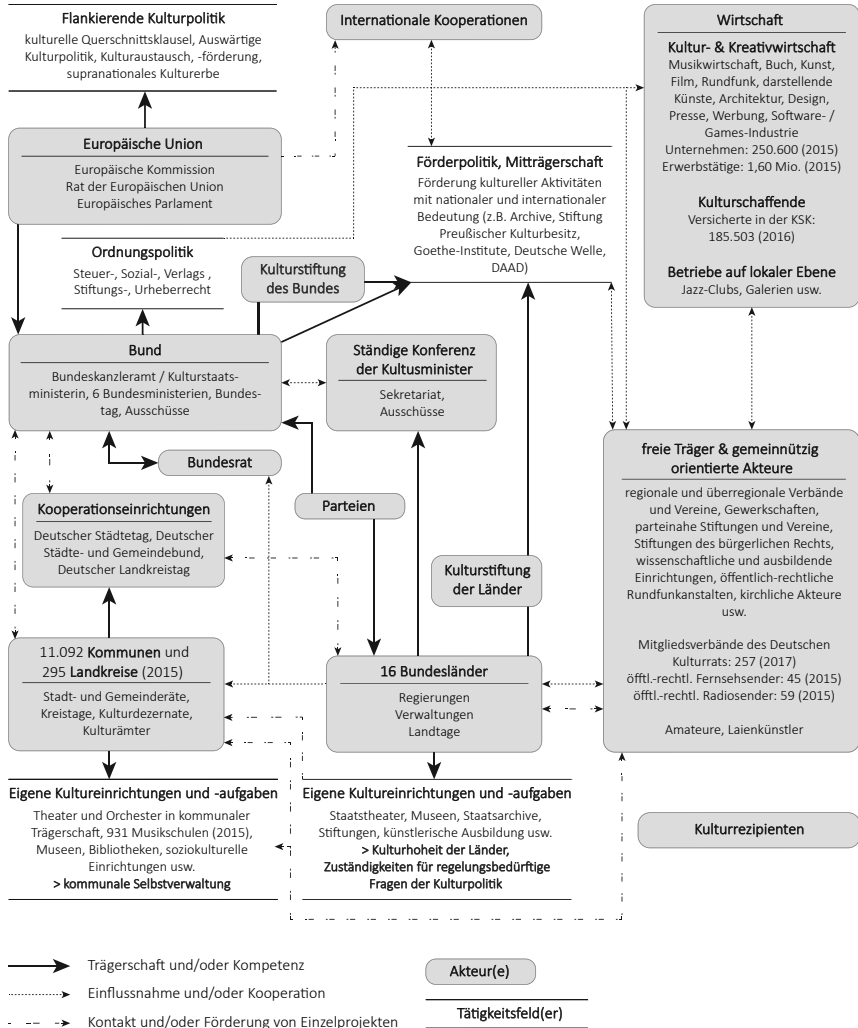 Flankierende Kulturpolitik
kulturelle Querschnittsklausel, Auswärtige
Kulturpolitik, Kulturaustausch, -förderung,
supranationales Kulturerbe
Internationale Kooperationen
Wirtschaft
Kultur- & Kreativwirtschaft
Musikwirtschaft, Buch, Kunst,
Film, Rundfunk, darstellende
Künste, Architektur, Design,
Presse, Werbung, Software- /
Games-Industrie
Unternehmen: 250.600 (2015)
Erwerbstätige: 1,60 Mio. (2015)
Kulturschaffende
Versicherte in der KSK:
185.503 (2016)
Betriebe auf lokaler Ebene
Jazz-Clubs, Galerien usw.
Europäische Union
Europäische Kommission
Rat der Europäischen Union
Europäisches Parlament
Förderpolitik, Mitträgerschaft
Förderung kultureller Aktivitäten
mit nationaler und internationaler
Bedeutung (z.B. Archive, Stiftung
Preußischer Kulturbesitz,
Goethe-Institute, Deutsche Welle,
DAAD)
Ordnungspolitik
Steuer-, Sozial-, Verlags ,
Stiftungs-, Urheberrecht
Kulturstiftung
des Bundes
Bund
Bundeskanzleramt / Kulturstaats-
ministerin, 6 Bundesministerien, Bundes-
tag, Ausschüsse
Ständige Konferenz
der Kultusminister
Sekretariat,
Ausschüsse
Bundesrat
Parteien
Kooperationseinrichtungen
Deutscher Städtetag, Deutscher
Städte- und Gemeindebund,
Deutscher Landkreistag
Kulturstiftung
der Länder
freie Träger & gemeinnützig
orientierte Akteure
regionale und überregionale Verbände
und Vereine, Gewerkschaften,
parteinahe Stiftungen und Vereine,
Stiftungen des bürgerlichen Rechts,
wissenschaftliche und ausbildende
Einrichtungen, öffentlich-rechtliche
Rundfunkanstalten, kirchliche Akteure
usw.
Mitgliedsverbände des Deutschen
Kulturrats: 257 (2017)
öfftl.-rechtl. Fernsehsender: 45 (2015)
öfftl.-rechtl. Radiosender: 59 (2015)
Amateure, Laienkünstler
11.092 Kommunen und
295 Landkreise (2015)
Stadt- und Gemeinderäte,
Kreistage, Kulturdezernate,
Kulturämter
16 Bundesländer
Regierungen
Verwaltungen
Landtage
Eigene Kultureinrichtungen und -aufgaben
Theater und Orchester in kommunaler
Trägerschaft, 931 Musikschulen (2015),
Museen, Bibliotheken, soziokulturelle
Einrichtungen usw.
> kommunale Selbstverwaltung
Eigene Kultureinrichtungen und -aufgaben
Staatstheater, Museen, Staatsarchive,
Stiftungen, künstlerische Ausbildung usw.
> Kulturhoheit der Länder,
Zuständigkeiten für regelungsbedürftige
Fragen der Kulturpolitik
Kulturrezipienten
Trägerschaft und/oder Kompetenz
Einflussnahme und/oder Kooperation
Kontakt und/oder Förderung von Einzelprojekten
Akteur(e)
Tätigkeitsfeld(er)